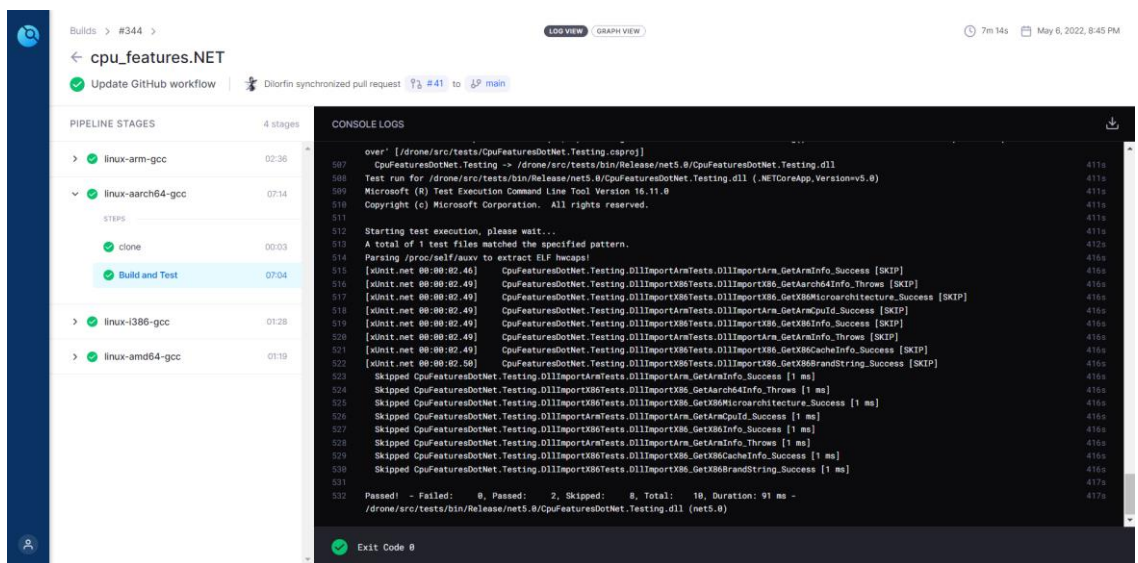 Builds > #344 >
LOG VIEW GRAPH VIEW
7m 14s May 6, 2022, 8:45 PM
← cpu_features.NET
Update GitHub workflow Dilorfin synchronized pull request #41 to main
PIPELINE STAGES 4 stages
linux-arm-gcc 02:36
linux-aarch64-gcc 07:14
STEPS
clone 00:03
Build and Test 07:04
linux-i386-gcc 01:28
linux-amd64-gcc 01:19
CONSOLE LOGS
over' [/drone/src/tests/CpuFeaturesDotNet.Testing.csproj]
507 CpuFeaturesDotNet.Testing -> /drone/src/tests/bin/Release/net5.0/CpuFeaturesDotNet.Testing.dll 411s
508 Test run for /drone/src/tests/bin/Release/net5.0/CpuFeaturesDotNet.Testing.dll (.NETCoreApp,Version=v5.0) 411s
509 Microsoft (R) Test Execution Command Line Tool Version 16.11.0 411s
510 Copyright (c) Microsoft Corporation. All rights reserved. 411s
511 411s
512 Starting test execution, please wait... 411s
513 A total of 1 test files matched the specified pattern. 412s
514 Parsing /proc/self/auxv to extract ELF hwcaps! 416s
515 [xUnit.net 00:00:02.46] CpuFeaturesDotNet.Testing.DllImportArmTests.DllImportArm_GetArmInfo_Success [SKIP] 416s
516 [xUnit.net 00:00:02.49] CpuFeaturesDotNet.Testing.DllImportX86Tests.DllImportX86_GetAarch64Info_Throws [SKIP] 416s
517 [xUnit.net 00:00:02.49] CpuFeaturesDotNet.Testing.DllImportX86Tests.DllImportX86_GetX86Microarchitecture_Success [SKIP] 416s
518 [xUnit.net 00:00:02.49] CpuFeaturesDotNet.Testing.DllImportArmTests.DllImportArm_GetArmCpuId_Success [SKIP] 416s
519 [xUnit.net 00:00:02.49] CpuFeaturesDotNet.Testing.DllImportX86Tests.DllImportX86_GetX86Info_Success [SKIP] 416s
520 [xUnit.net 00:00:02.49] CpuFeaturesDotNet.Testing.DllImportArmTests.DllImportArm_GetArmInfo_Throws [SKIP] 416s
521 [xUnit.net 00:00:02.49] CpuFeaturesDotNet.Testing.DllImportX86Tests.DllImportX86_GetX86CacheInfo_Success [SKIP] 416s
522 [xUnit.net 00:00:02.50] CpuFeaturesDotNet.Testing.DllImportX86Tests.DllImportX86_GetX86BrandString_Success [SKIP] 416s
523 Skipped CpuFeaturesDotNet.Testing.DllImportArmTests.DllImportArm_GetArmInfo_Success [1 ms] 416s
524 Skipped CpuFeaturesDotNet.Testing.DllImportX86Tests.DllImportX86_GetAarch64Info_Throws [1 ms] 416s
525 Skipped CpuFeaturesDotNet.Testing.DllImportX86Tests.DllImportX86_GetX86Microarchitecture_Success [1 ms] 416s
526 Skipped CpuFeaturesDotNet.Testing.DllImportArmTests.DllImportArm_GetArmCpuId_Success [1 ms] 416s
527 Skipped CpuFeaturesDotNet.Testing.DllImportX86Tests.DllImportX86_GetX86Info_Success [1 ms] 416s
528 Skipped CpuFeaturesDotNet.Testing.DllImportArmTests.DllImportArm_GetArmInfo_Throws [1 ms] 416s
529 Skipped CpuFeaturesDotNet.Testing.DllImportX86Tests.DllImportX86_GetX86CacheInfo_Success [1 ms] 416s
530 Skipped CpuFeaturesDotNet.Testing.DllImportX86Tests.DllImportX86_GetX86BrandString_Success [1 ms] 416s
531 417s
532 Passed! - Failed: 0, Passed: 2, Skipped: 8, Total: 10, Duration: 91 ms - 417s
/drone/src/tests/bin/Release/net5.0/CpuFeaturesDotNet.Testing.dll (net5.0)
Exit Code 0